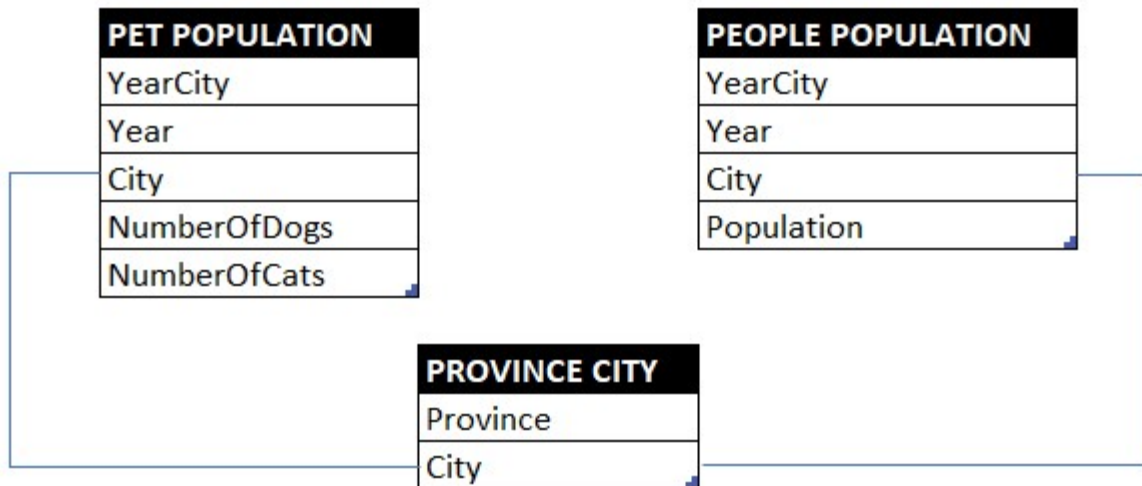 PET POPULATION
YearCity
Year
City
NumberOfDogs
NumberOfCats
PEOPLE POPULATION
YearCity
Year
City
Population
PROVINCE CITY
Province
City